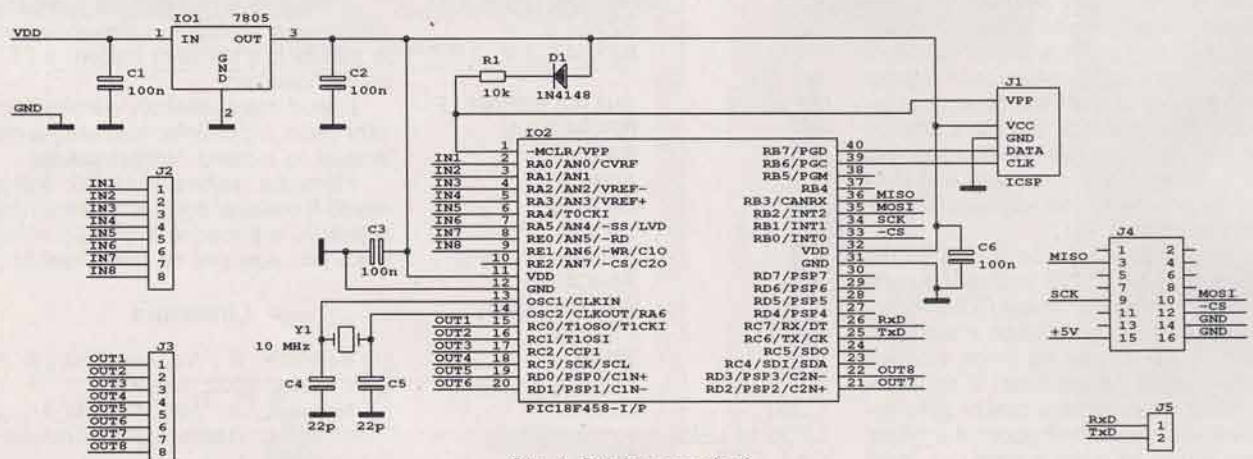 IO1 7805
VDD 1 IN OUT 3
GND
2
C1
100n
C2
100n
GND
R1
10k
D1
1N4148
J1
VPP
VCC
GND
DATA
CLK
ICSP
J2
IN1 1
IN2 2
IN3 3
IN4 4
IN5 5
IN6 6
IN7 7
IN8 8
J3
OUT1 1
OUT2 2
OUT3 3
OUT4 4
OUT5 5
OUT6 6
OUT7 7
OUT8 8
C3
100n
Y1
10 MHz
C4
22p
C5
22p
IO2
1 -MCLR/VPP
IN1 2 RA0/AN0/CVRF
IN2 3 RA1/AN1
IN3 4 RA2/AN2/VREF-
IN4 5 RA3/AN3/VREF+
IN5 6 RA4/T0CKI
IN6 7 RA5/AN4/-SS/LVD
IN7 8 RE0/AN5/-RD
IN8 9 RE1/AN6/-WR/C1O
10 RE2/AN7/-CS/C2O
11 VDD
12 GND
13 OSC1/CLKIN
14 OSC2/CLKOUT/RA6
OUT1 15 RC0/T1OSO/T1CKI
OUT2 16 RC1/T1OSI
OUT3 17 RC2/CCP1
OUT4 18 RC3/SCK/SCL
OUT5 19 RD0/PSP0/C1N+
OUT6 20 RD1/PSP1/C1N-
RB7/PGD 40
RB6/PGC 39
RB5/PGM 38
RB4 37
RB3/CANRX 36 MISO
RB2/INT2 35 MOSI
RB1/INT1 34 SCK
RB0/INT0 33 -CS
VDD 32
GND 31
RD7/PSP7 30
RD6/PSP6 29
RD5/PSP5 28
RD4/PSP4 27
RC7/RX/DT 26 RxD
RC6/TX/CK 25 TxD
RC5/SDO 24
RC4/SDI/SDA 23
RD3/PSP3/C2N- 22 OUT8
RD2/PSP2/C2N+ 21 OUT7
PIC18F458-I/P
C6
100n
J4
1 2
MISO 3 4
5 6
7 8
SCK 9 10 MOSI
11 12 -CS
13 14 GND
+5V 15 16 GND
J5
RxD 1
TxD 2